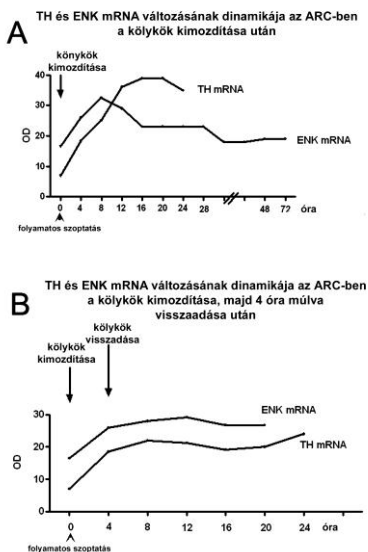 TH és ENK mRNA változásának dinamikája az ARC-ben
a kölykök kimozdítása után
A
könykök
kimozdítása
40
30
20
10
0
OD
TH mRNA
ENK mRNA
0 4 8 12 16 20 24 28 48 72 óra
folyamatos szoptatás
TH és ENK mRNA változásának dinamikája az ARC-ben
a kölykök kimozdítása, majd 4 óra múlva
visszaadása után
B
kölykök
kimozdítása
kölykök
visszadása
30
20
10
0
OD
ENK mRNA
TH mRNA
0 4 8 12 16 20 24 óra
folyamatos szoptatás